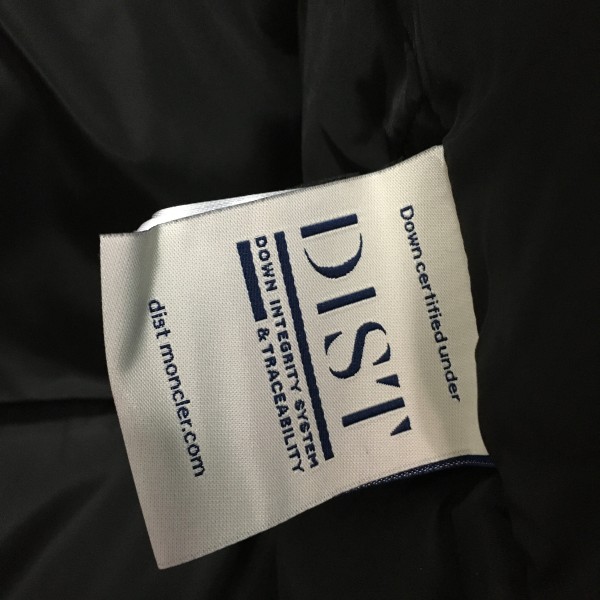 Down certified under
DIST
DOWN INTEGRITY SYSTEM
& TRACEABILITY
dist moncler.com